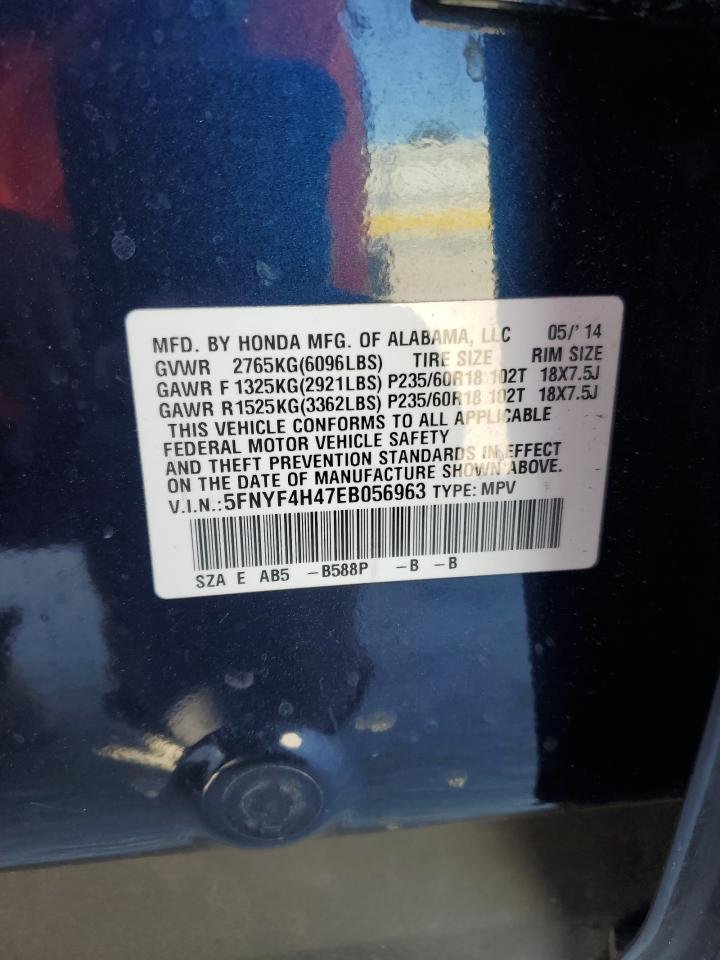 MFD. BY HONDA MFG. OF ALABAMA, LLC 05/'14
GVWR 2765KG(6096LBS) TIRE SIZE RIM SIZE
GAWR F 1325KG(2921LBS) P235/60R18 102T 18X7.5J
GAWR R 1525KG(3362LBS) P235/60R18 102T 18X7.5J
THIS VEHICLE CONFORMS TO ALL APPLICABLE
FEDERAL MOTOR VEHICLE SAFETY
AND THEFT PREVENTION STANDARDS IN EFFECT
ON THE DATE OF MANUFACTURE SHOWN ABOVE.
V.I.N.:5FNYF4H47EB056963 TYPE: MPV
SZA E AB5 -B588P -B -B